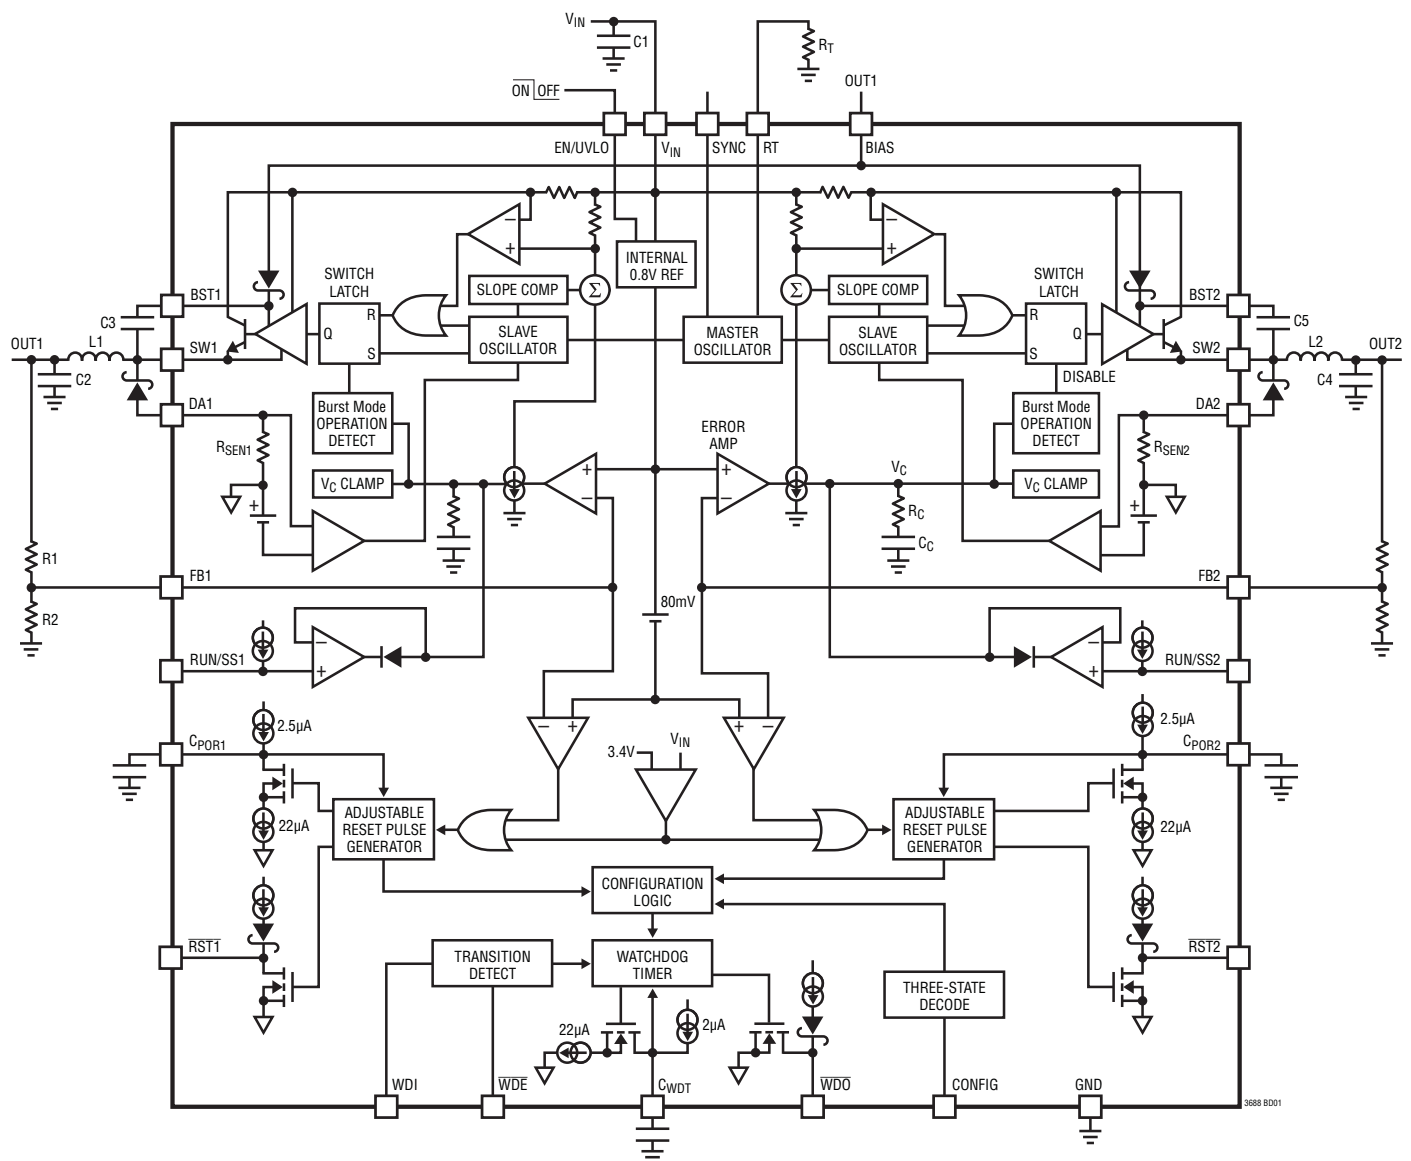 VIN
C1
RT
ON OFF
OUT1
EN/UVLO
VIN
SYNC
RT
BIAS
−
+
−
+
INTERNAL
0.8V REF
SWITCH
LATCH
SLOPE COMP
Σ
Σ
SLOPE COMP
SWITCH
LATCH
BST1
BST2
C3
R
Q
S
SLAVE
OSCILLATOR
MASTER
OSCILLATOR
SLAVE
OSCILLATOR
R
Q
S
C5
OUT1
L1
SW1
SW2
L2
OUT2
C2
C4
DISABLE
DA1
Burst Mode
OPERATION
DETECT
ERROR
AMP
Burst Mode
OPERATION
DETECT
DA2
RSEN1
RSEN2
VC CLAMP
+
−
+
−
VC
VC CLAMP
+
+
RC
CC
R1
FB1
FB2
80mV
R2
−
+
−
+
RUN/SS1
RUN/SS2
2.5µA
2.5µA
− +
+ −
CPOR1
CPOR2
3.4V
VIN
22µA
ADJUSTABLE
RESET PULSE
GENERATOR
ADJUSTABLE
RESET PULSE
GENERATOR
22µA
CONFIGURATION
LOGIC
RST1
RST2
TRANSITION
DETECT
WATCHDOG
TIMER
THREE-STATE
DECODE
22µA
2µA
WDI
WDE
CWDT
WDO
CONFIG
GND
3688 BD01